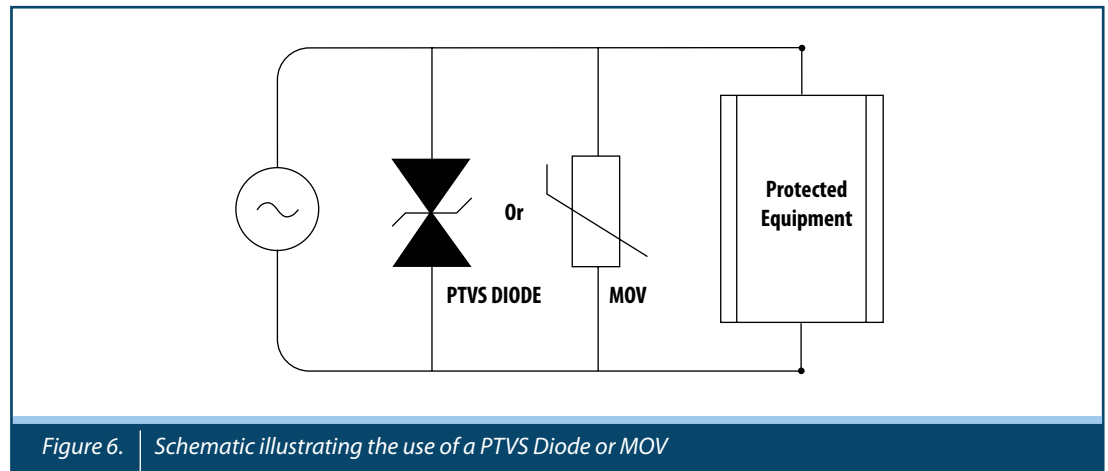 Or
Protected
Equipment
PTVS DIODE
MOV
Figure 6. Schematic illustrating the use of a PTVS Diode or MOV